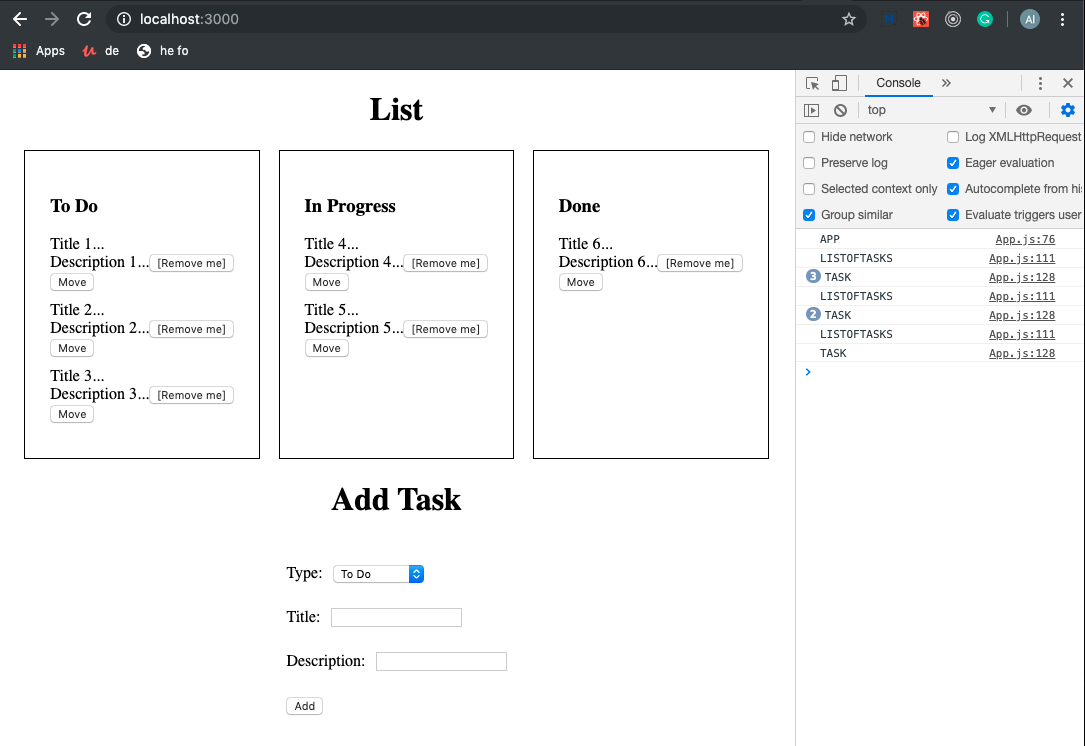 localhost:3000
AI
Apps
de
he fo
List
To Do
Title 1...
Description 1...[Remove me]
Move
Title 2...
Description 2...[Remove me]
Move
Title 3...
Description 3...[Remove me]
Move
In Progress
Title 4...
Description 4...[Remove me]
Move
Title 5...
Description 5...[Remove me]
Move
Done
Title 6...
Description 6...[Remove me]
Move
Add Task
Type: To Do
Title:
Description:
Add
Console
top
Hide network
Log XMLHttpRequest
Preserve log
Eager evaluation
Selected context only
Autocomplete from his
Group similar
Evaluate triggers user
APP App.js:76
LISTOFTASKS App.js:111
3 TASK App.js:128
LISTOFTASKS App.js:111
2 TASK App.js:128
LISTOFTASKS App.js:111
TASK App.js:128